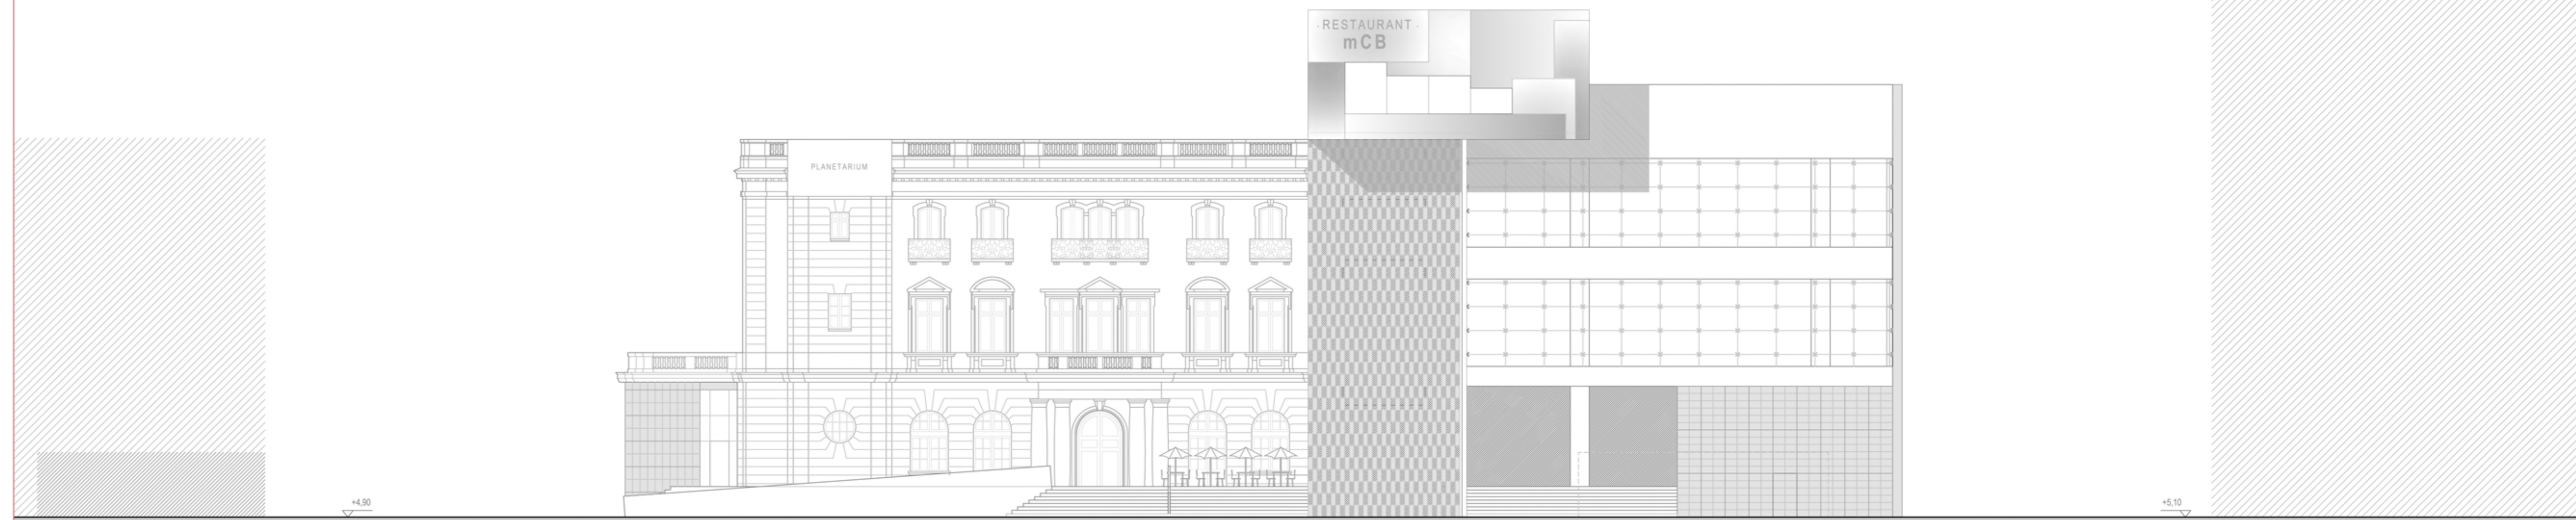 - RESTAURANT -
mCB
PLANETARIUM
+4,90
+5,10